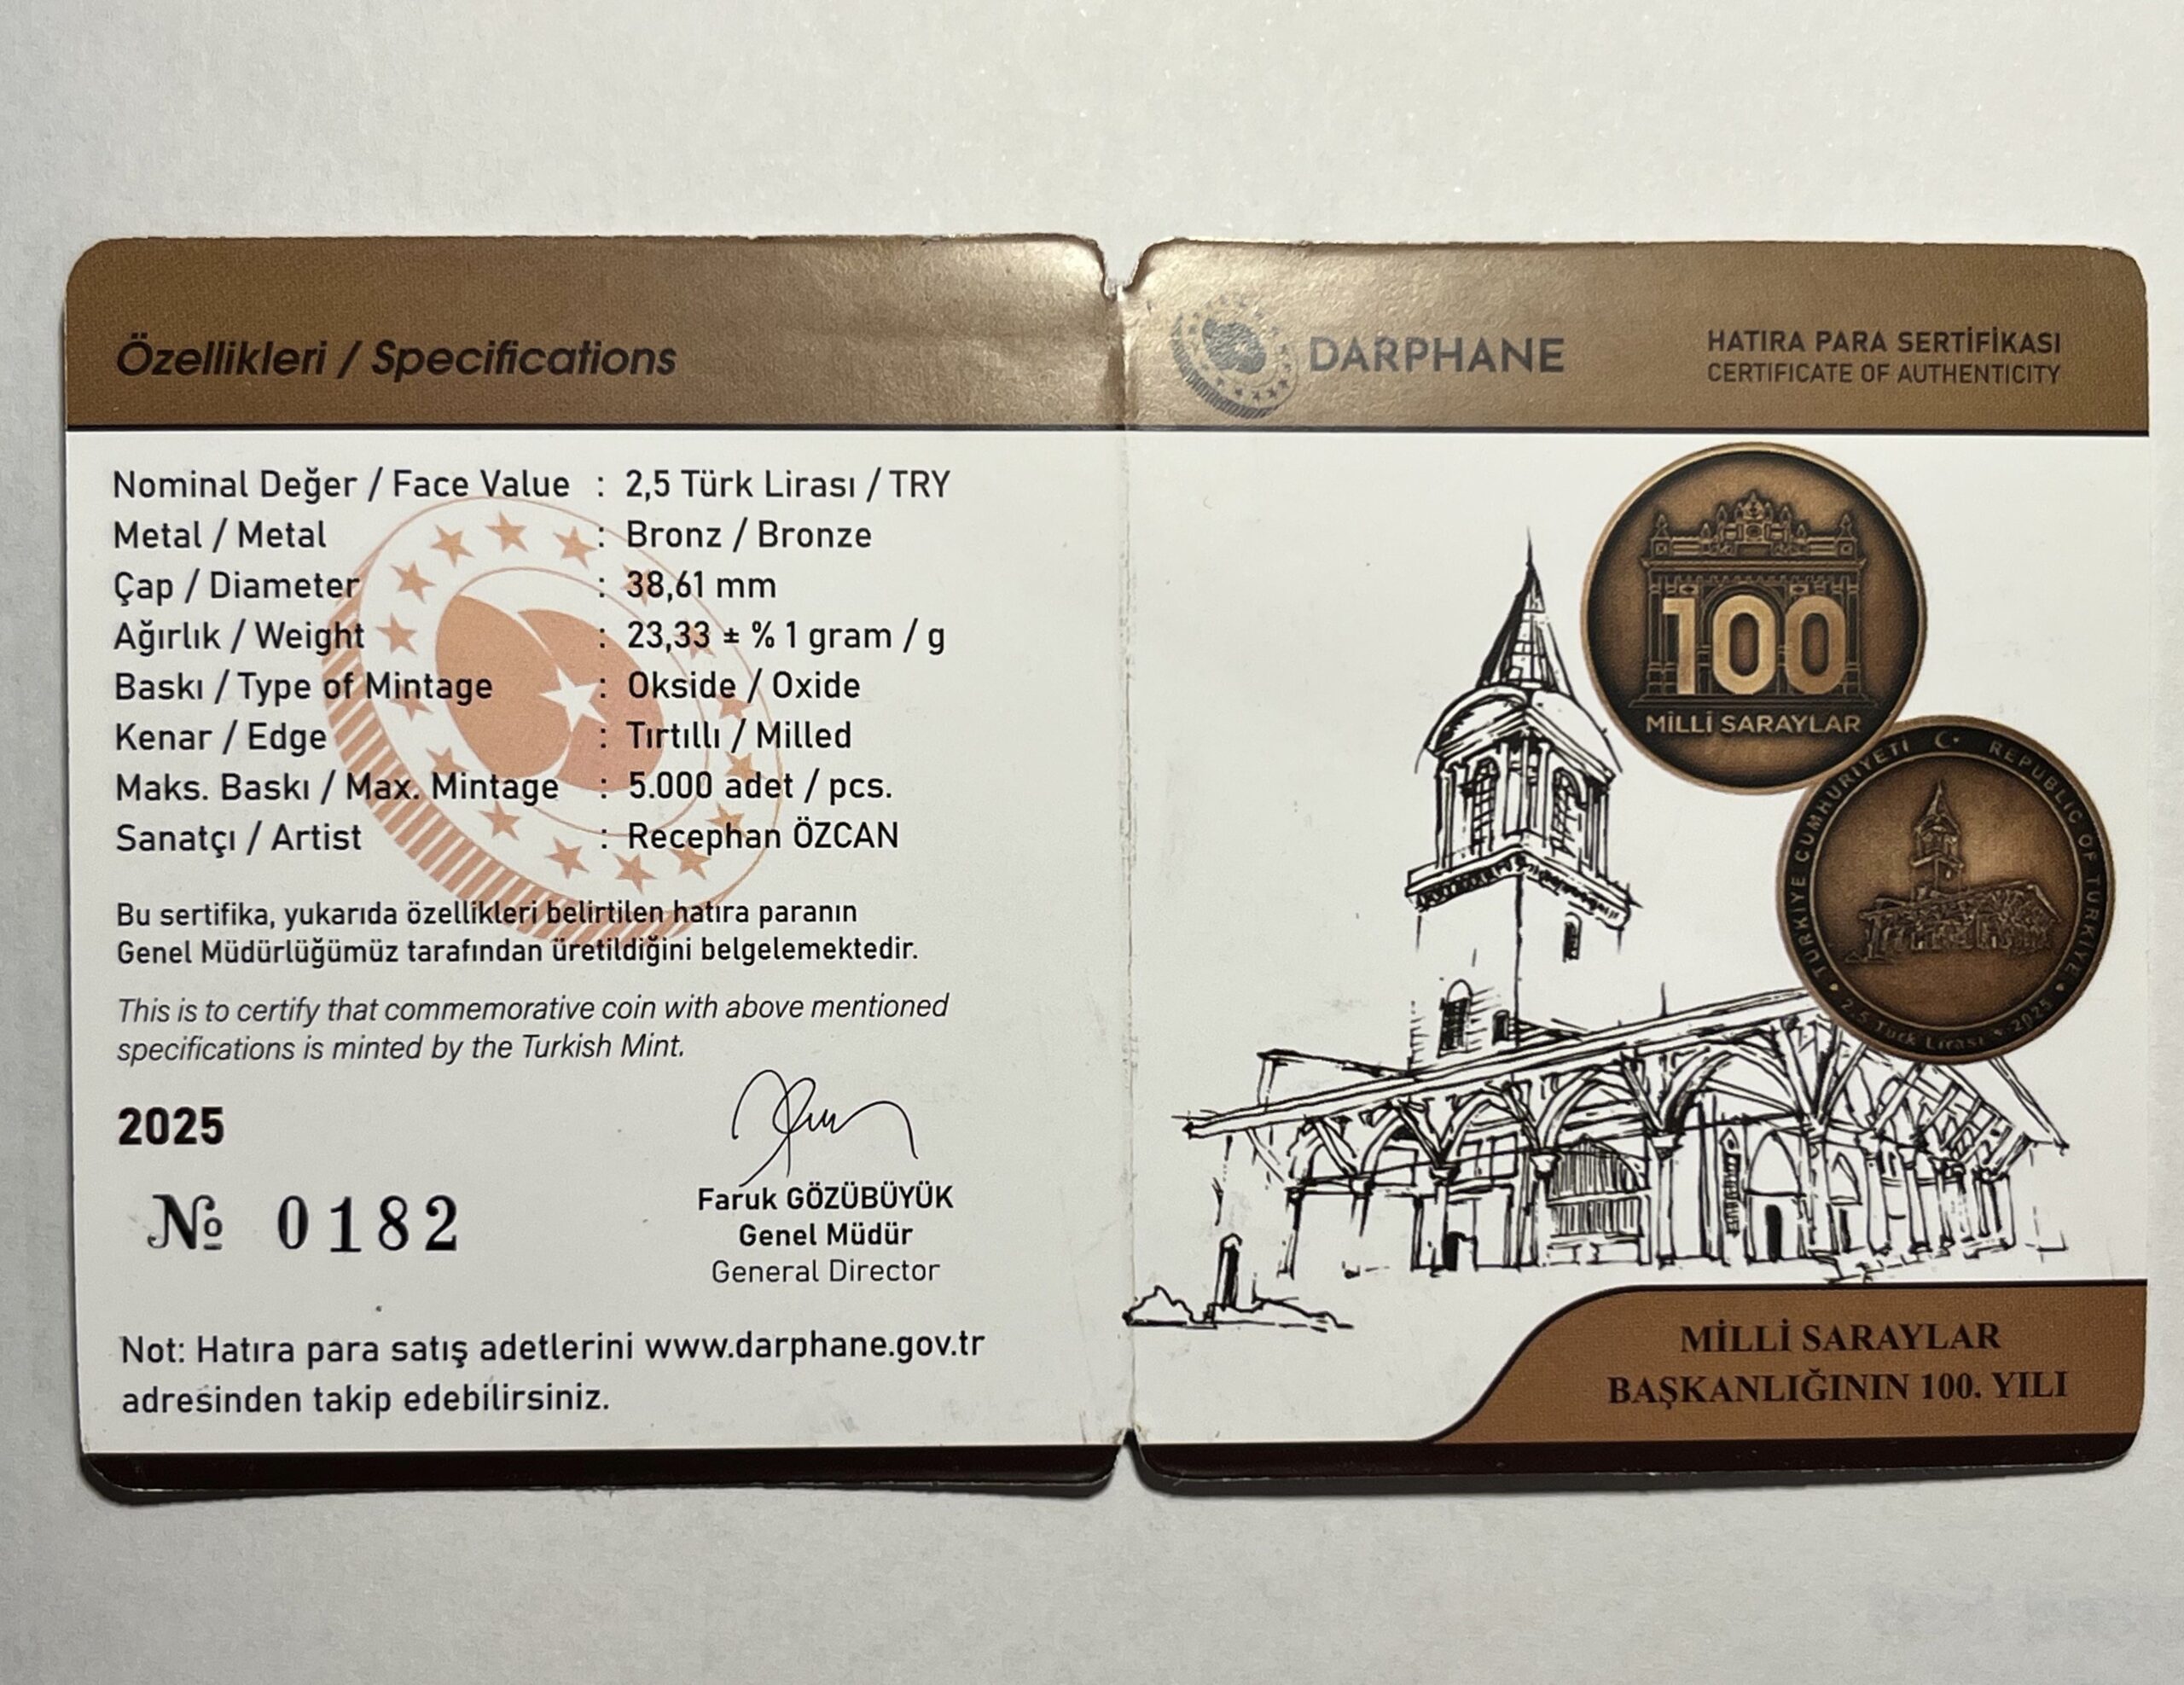 Özellikleri / Specifications
Nominal Değer / Face Value : 2,5 Türk Lirası / TRY
Metal / Metal : Bronz / Bronze
Çap / Diameter : 38,61 mm
Ağırlık / Weight : 23,33 ± % 1 gram / g
Baskı / Type of Mintage : Okside / Oxide
Kenar / Edge : Tırtıllı / Milled
Maks. Baskı / Max. Mintage : 5.000 adet / pcs.
Sanatçı / Artist : Recephan ÖZCAN
Bu sertifika, yukarıda özellikleri belirtilen hatıra paranın
Genel Müdürlüğümüz tarafından üretildiğini belgelemektedir.
This is to certify that commemorative coin with above mentioned
specifications is minted by the Turkish Mint.
2025
№ 0182
Faruk GÖZÜBÜYÜK
Genel Müdür
General Director
Not: Hatıra para satış adetlerini www.darphane.gov.tr
adresinden takip edebilirsiniz.
DARPHANE
HATIRA PARA SERTİFİKASI
CERTIFICATE OF AUTHENTICITY
100
MİLLİ SARAYLAR
TÜRKİYE CUMHURİYETİ REPUBLIC OF TÜRKİYE
2,5 Türk Lirası • 2025
MİLLİ SARAYLAR
BAŞKANLIĞININ 100. YILI